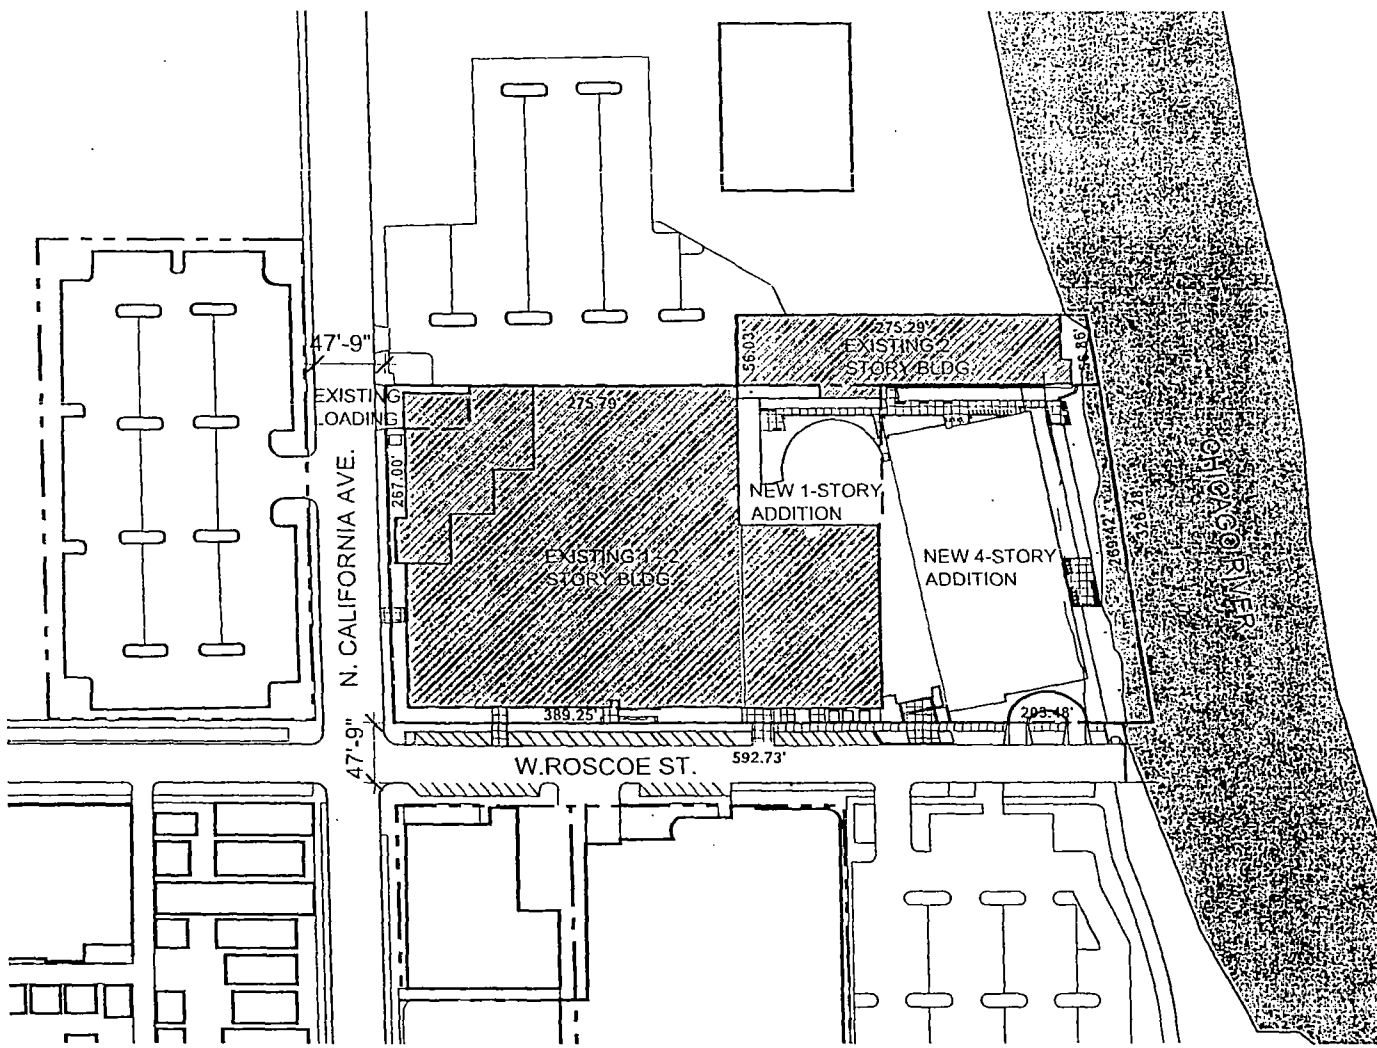 275.29'
56.03'
EXISTING 2
STORY BLDG.
56.86'
47'-9"
EXISTING
LOADING
275.79'
267.00'
N. CALIFORNIA AVE.
NEW 1-STORY
ADDITION
EXISTING 1 - 2
STORY BLDG.
NEW 4-STORY
ADDITION
269.42'
326.18'
CHICAGO RIVER
389.25'
203.48'
47'-9"
W.ROSCOE ST.
592.73'